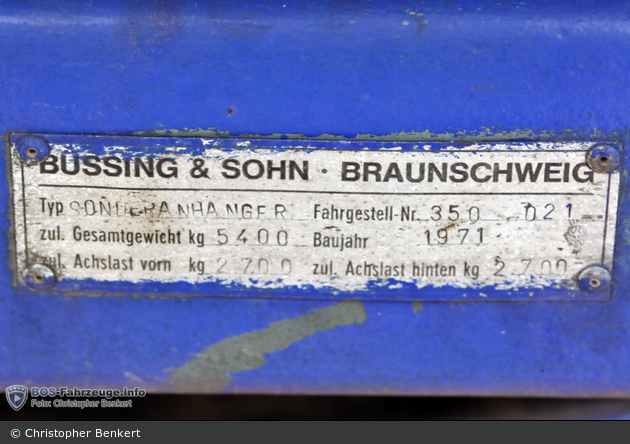 BÜSSING & SOHN · BRAUNSCHWEIG
Typ SONDERANHANGER Fahrgestell-Nr. 350 021
zul. Gesamtgewicht kg 5400 Baujahr 1971
zul. Achslast vorn kg 2700 zul. Achslast hinten kg 2700
BOS-Fahrzeuge.Info
Foto: Christopher Benkert
© Christopher Benkert